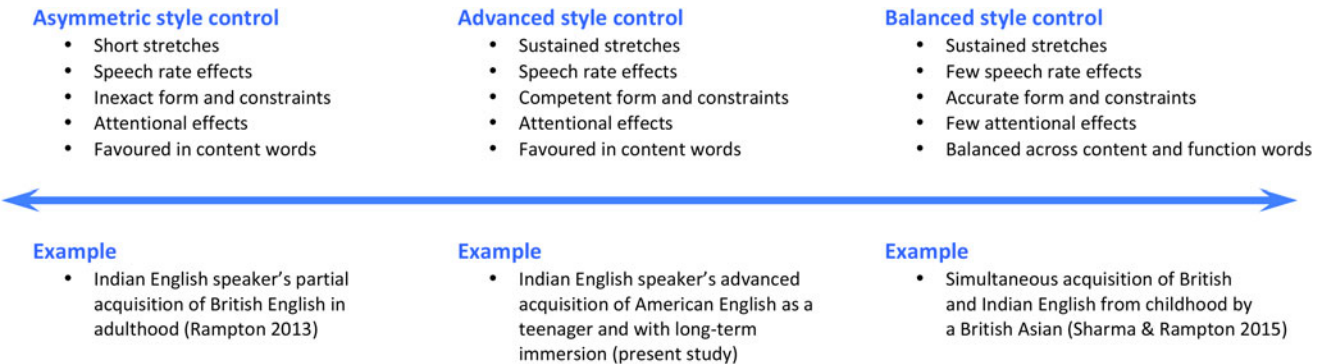 Asymmetric style control
• Short stretches
• Speech rate effects
• Inexact form and constraints
• Attentional effects
• Favoured in content words
Advanced style control
• Sustained stretches
• Speech rate effects
• Competent form and constraints
• Attentional effects
• Favoured in content words
Balanced style control
• Sustained stretches
• Few speech rate effects
• Accurate form and constraints
• Few attentional effects
• Balanced across content and function words
Example
• Indian English speaker’s partial
acquisition of British English in
adulthood (Rampton 2013)
Example
• Indian English speaker’s advanced
acquisition of American English as a
teenager and with long-term
immersion (present study)
Example
• Simultaneous acquisition of British
and Indian English from childhood by
a British Asian (Sharma & Rampton 2015)